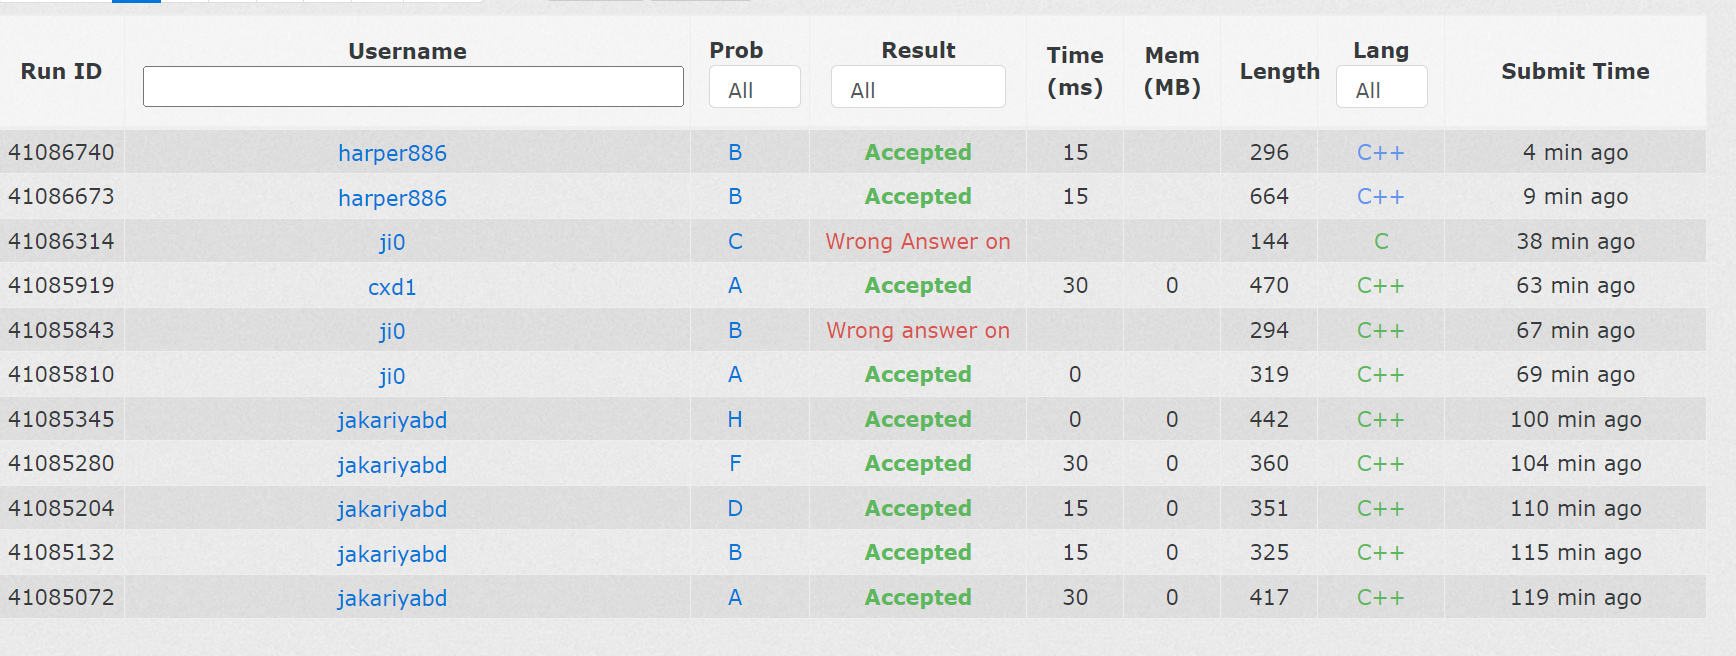 Run ID Username Prob Result Time (ms) Mem (MB) Length Lang Submit Time
All All All
41086740 harper886 B Accepted 15 296 C++ 4 min ago
41086673 harper886 B Accepted 15 664 C++ 9 min ago
41086314 ji0 C Wrong Answer on 144 C 38 min ago
41085919 cxd1 A Accepted 30 0 470 C++ 63 min ago
41085843 ji0 B Wrong answer on 294 C++ 67 min ago
41085810 ji0 A Accepted 0 319 C++ 69 min ago
41085345 jakariyabd H Accepted 0 0 442 C++ 100 min ago
41085280 jakariyabd F Accepted 30 0 360 C++ 104 min ago
41085204 jakariyabd D Accepted 15 0 351 C++ 110 min ago
41085132 jakariyabd B Accepted 15 0 325 C++ 115 min ago
41085072 jakariyabd A Accepted 30 0 417 C++ 119 min ago